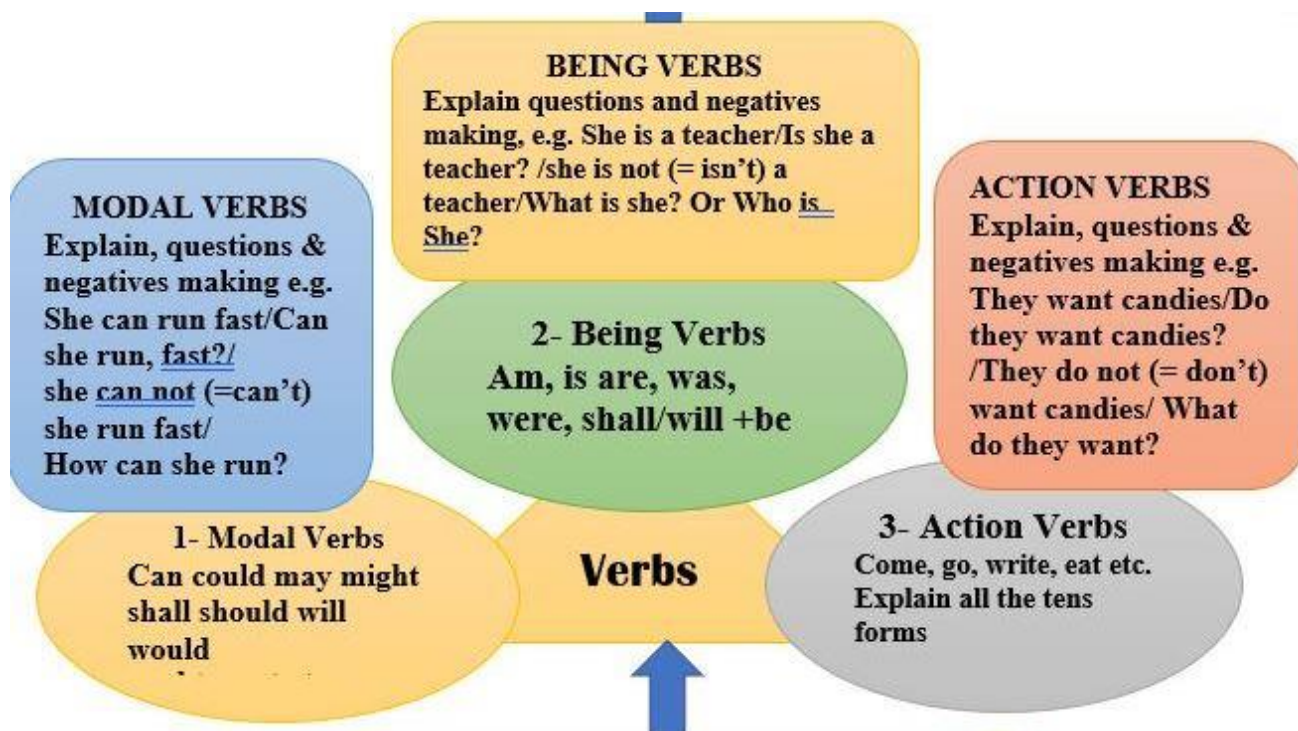 BEING VERBS
Explain questions and negatives
making, e.g. She is a teacher/Is she a
teacher? /she is not (= isn’t) a
teacher/What is she? Or Who is
She?
MODAL VERBS
Explain, questions &
negatives making e.g.
She can run fast/Can
she run, fast?/
she can not (=can’t)
she run fast/
How can she run?
ACTION VERBS
Explain, questions &
negatives making e.g.
They want candies/Do
they want candies?
/They do not (= don’t)
want candies/ What
do they want?
2- Being Verbs
Am, is are, was,
were, shall/will +be
1- Modal Verbs
Can could may might
shall should will
would
Verbs
3- Action Verbs
Come, go, write, eat etc.
Explain all the tens
forms